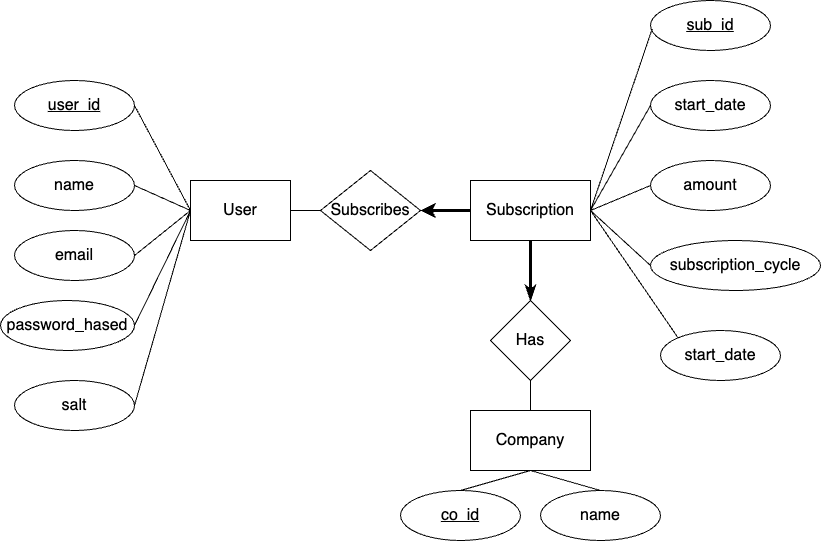 sub_id
user_id
start_date
name
amount
User
Subscribes
Subscription
email
subscription_cycle
password_hased
Has
start_date
salt
Company
co_id
name